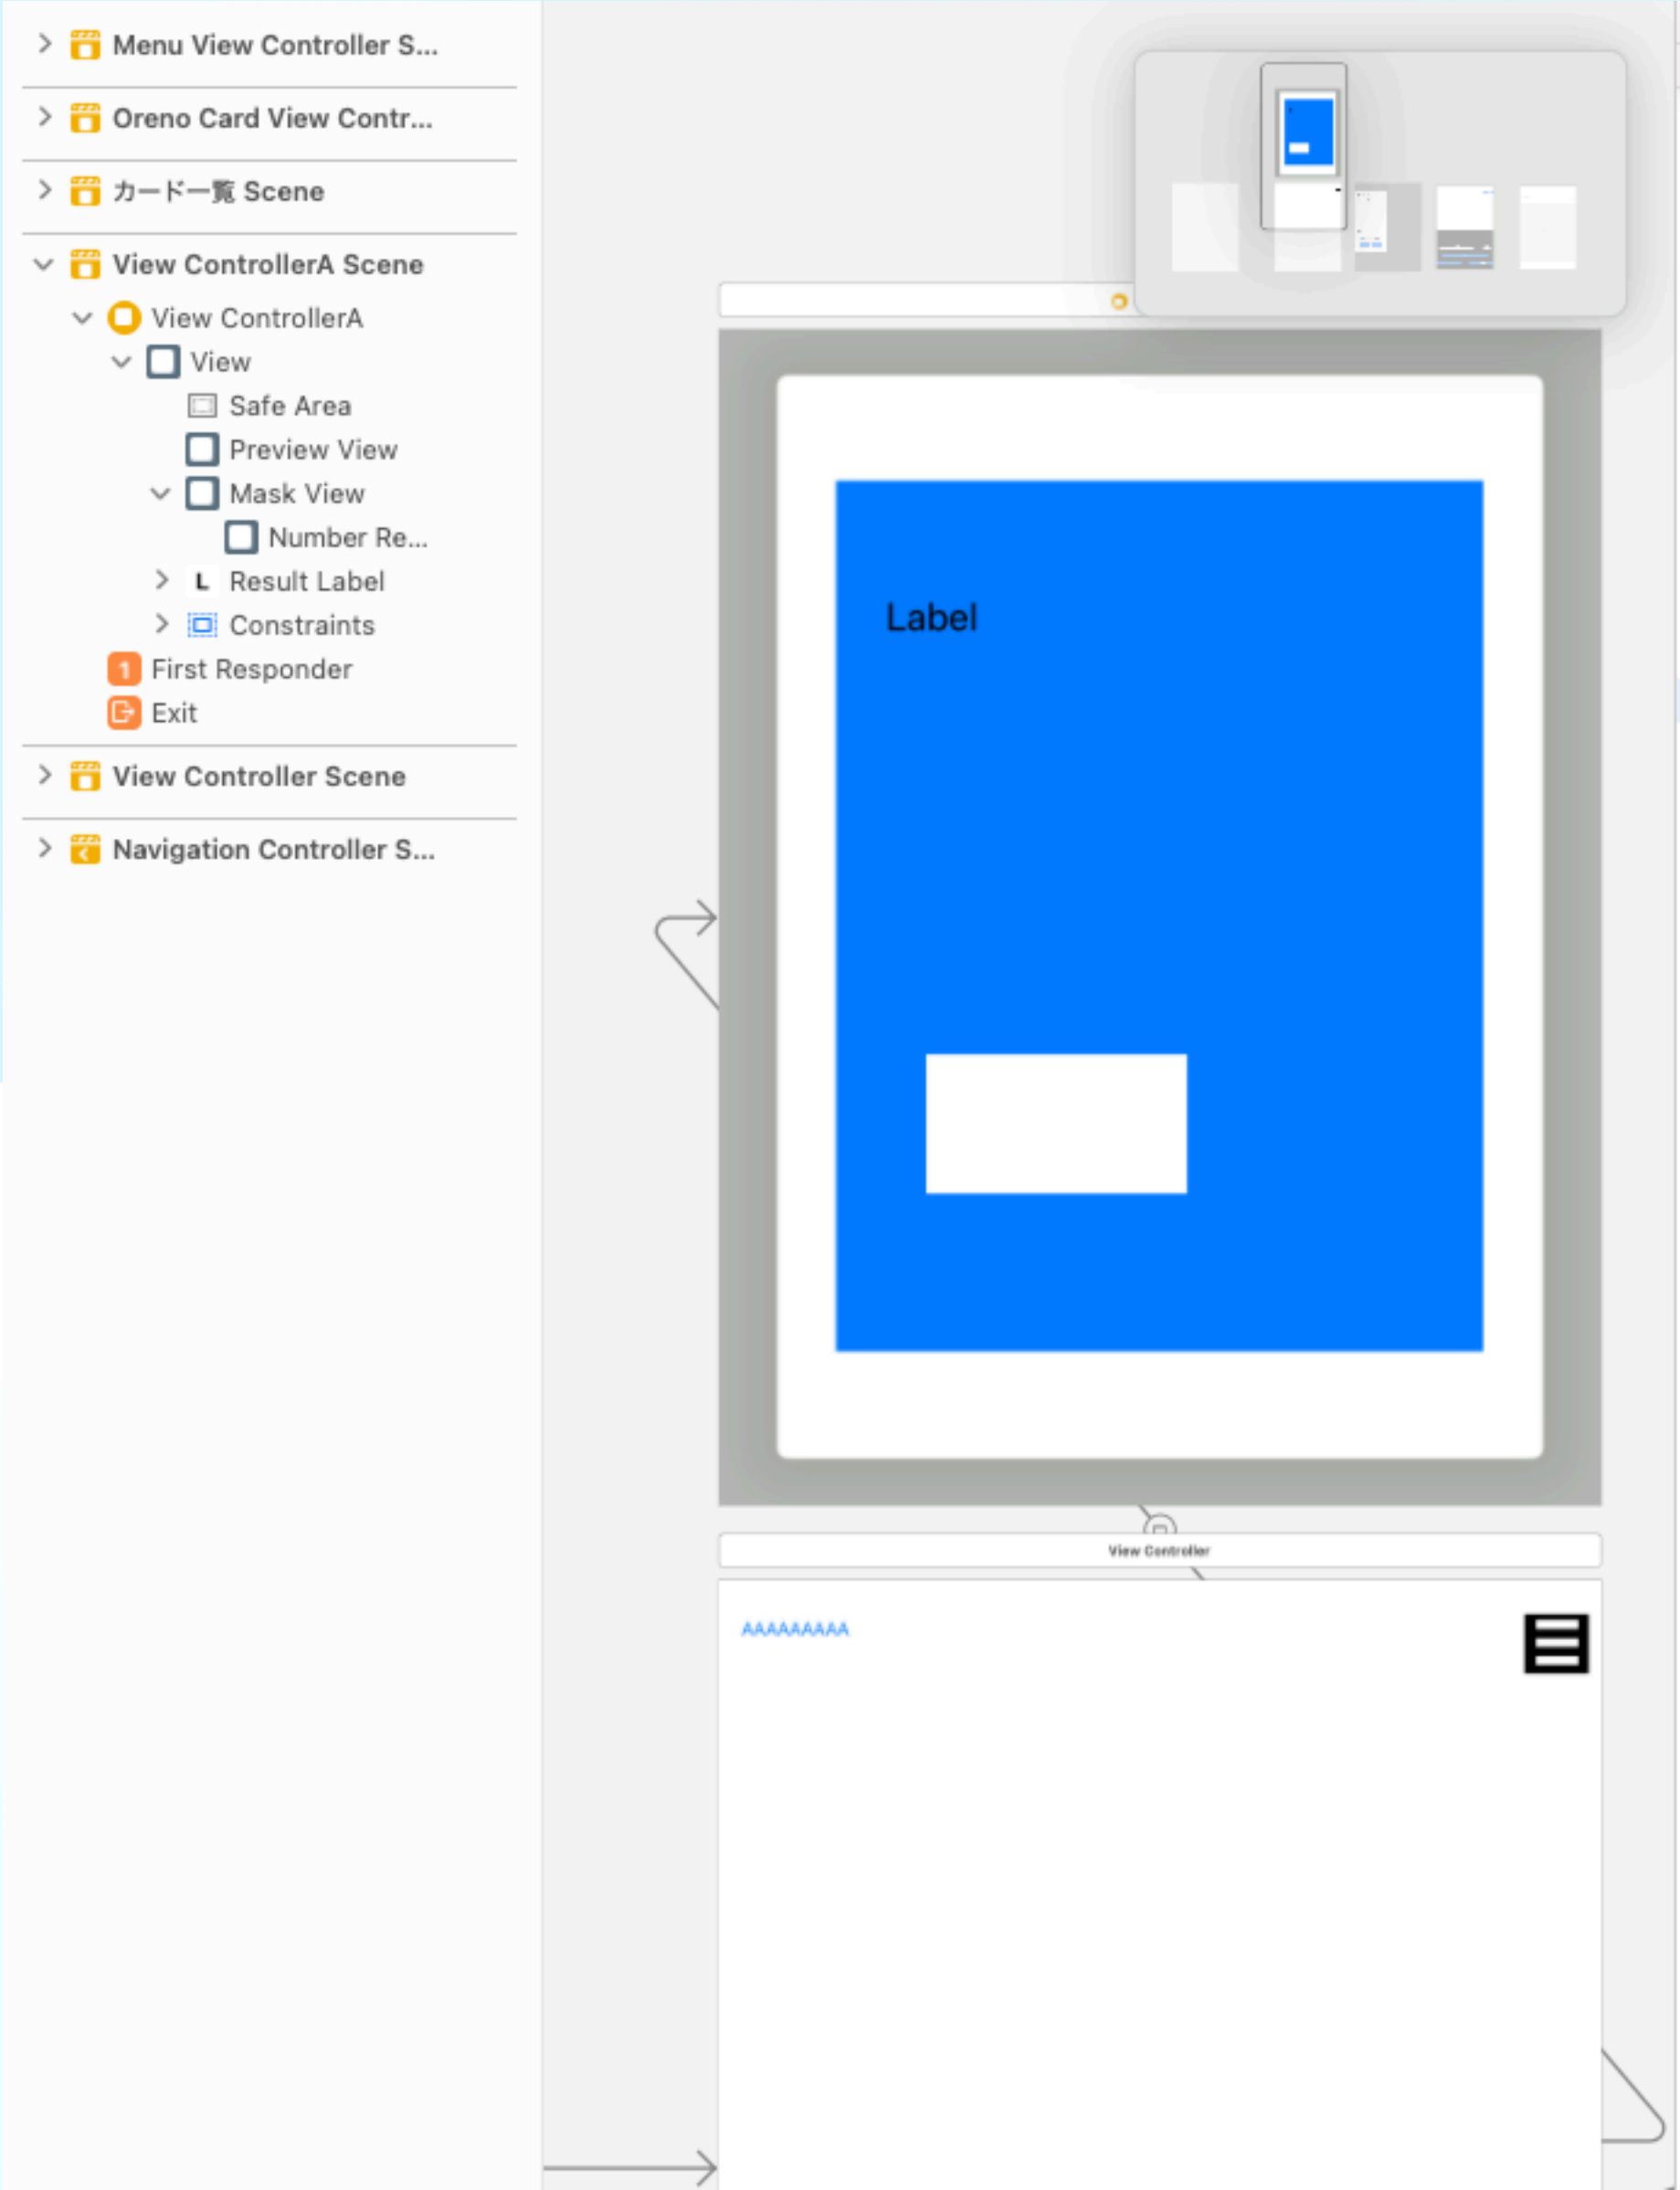 Menu View Controller S...
Oreno Card View Contr...
カード一覧 Scene
View ControllerA Scene
View ControllerA
View
Safe Area
Preview View
Mask View
Number Re...
L Result Label
Constraints
1 First Responder
Exit
View Controller Scene
Navigation Controller S...
Label
View Controller
AAAAAAAAA